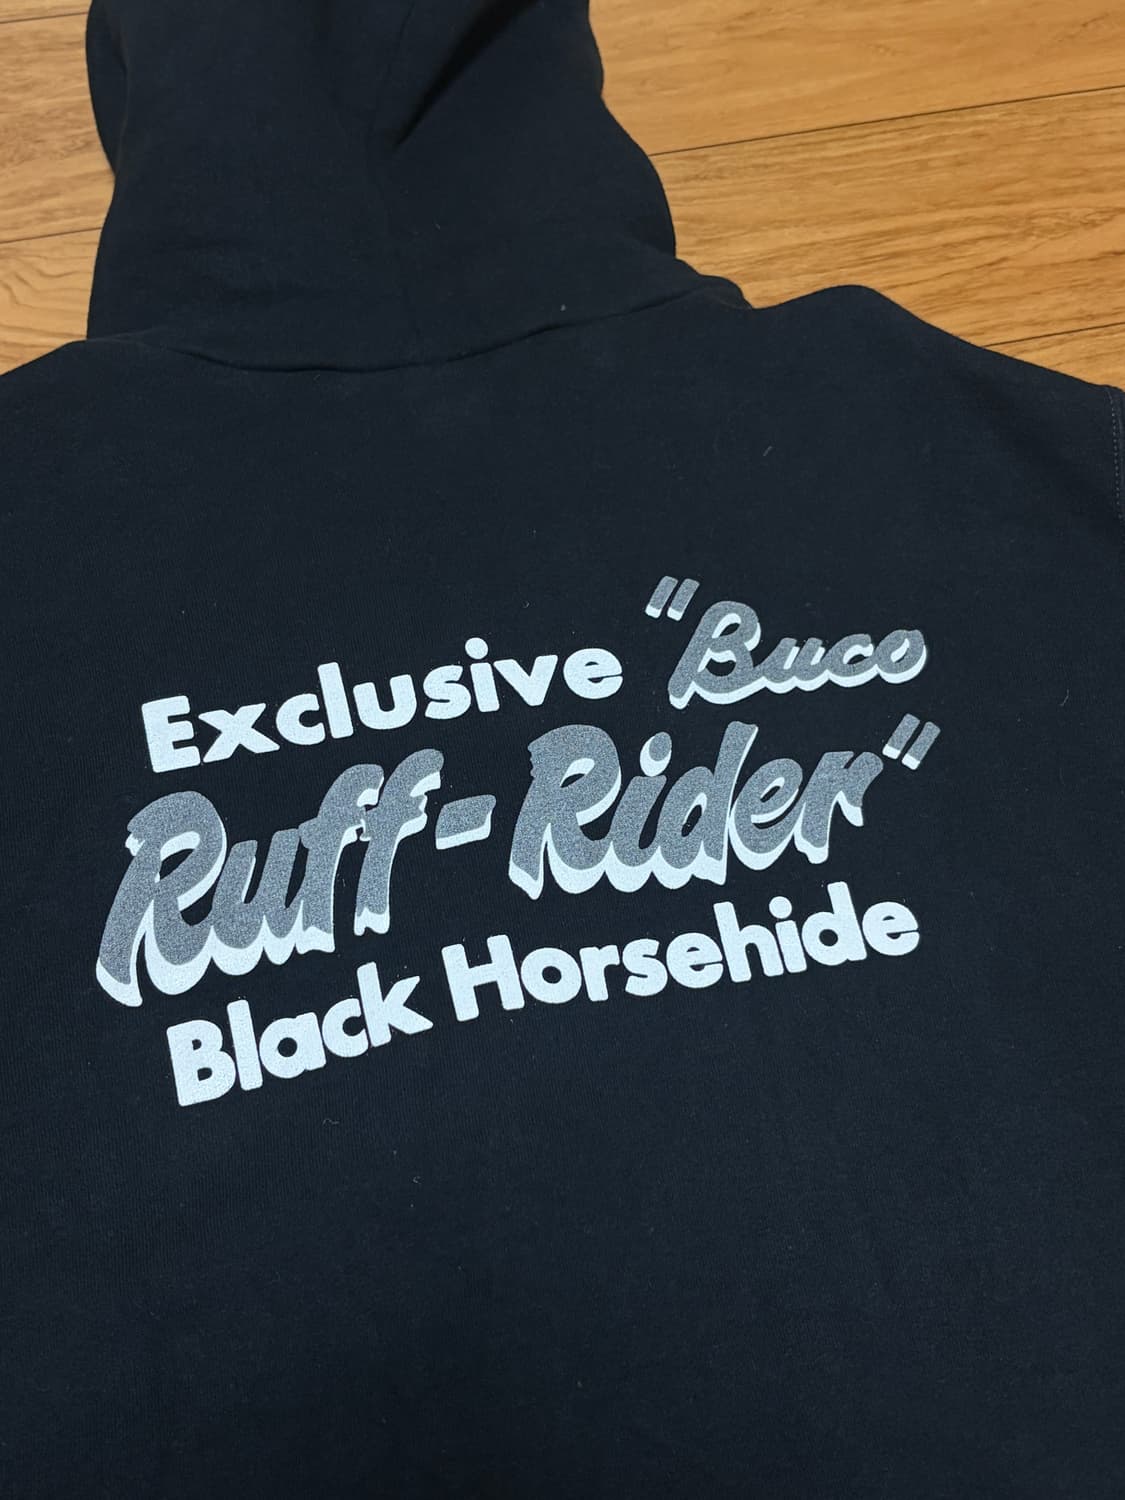 Exclusive "Buco
Ruff-Rider"
Black Horsehide